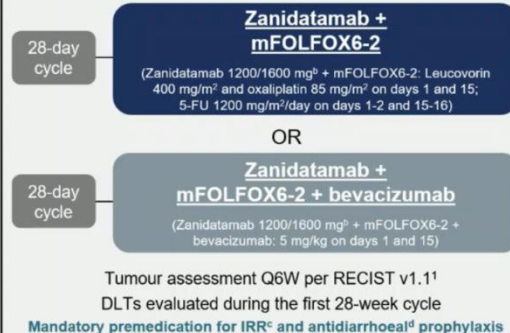 28-day
cycle
Zanidatamab +
mFOLFOX6-2
(Zanidatamab 1200/1600 mgᵇ + mFOLFOX6-2: Leucovorin
400 mg/m² and oxaliplatin 85 mg/m² on days 1 and 15;
5-FU 1200 mg/m²/day on days 1-2 and 15-16)
OR
28-day
cycle
Zanidatamab +
mFOLFOX6-2 + bevacizumab
(Zanidatamab 1200/1600 mgᵇ + mFOLFOX6-2 +
bevacizumab: 5 mg/kg on days 1 and 15)
Tumour assessment Q6W per RECIST v1.1¹
DLTs evaluated during the first 28-week cycle
Mandatory premedication for IRRᶜ and antidiarrhoealᵈ prophylaxis